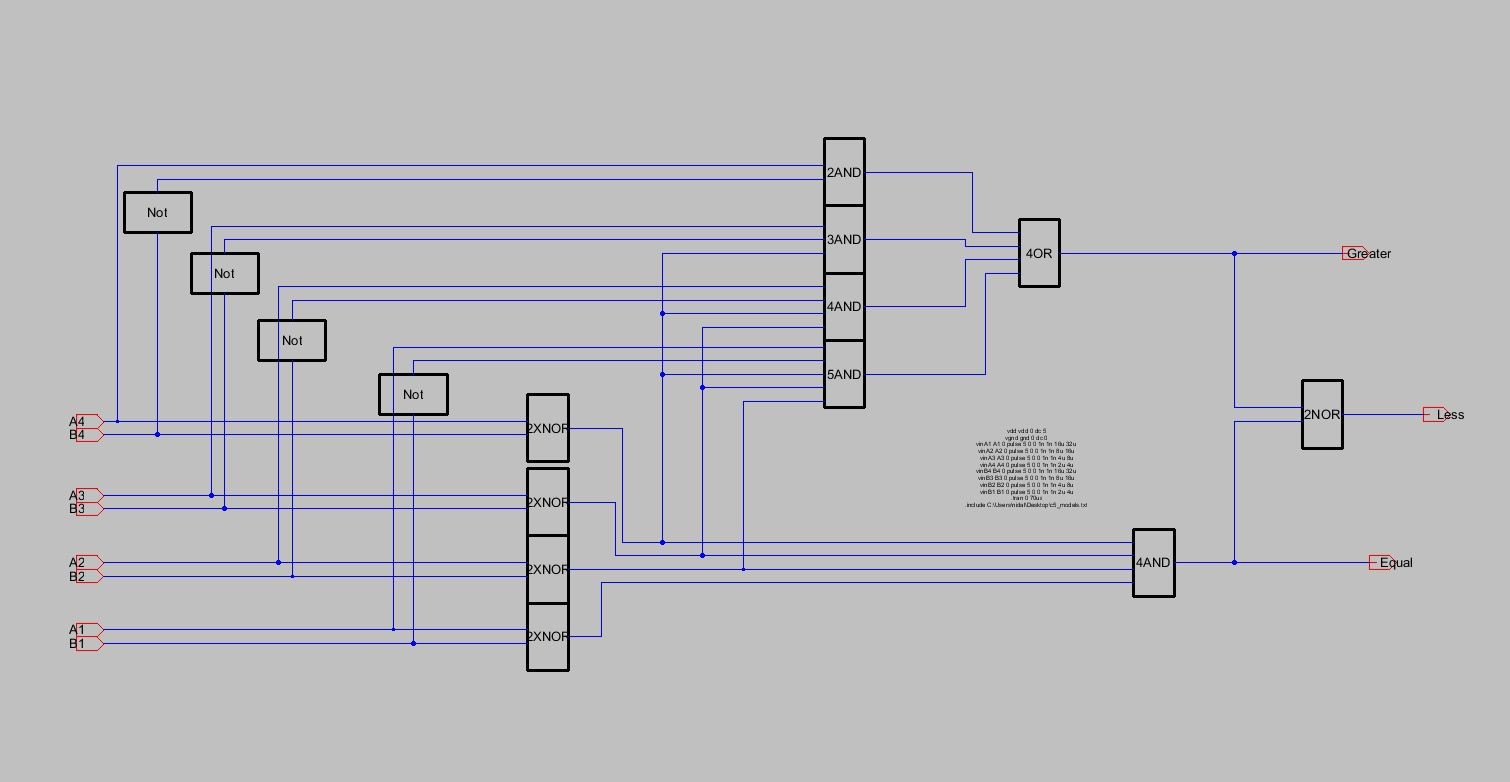 2AND
Not
3AND
4OR
Greater
Not
4AND
Not
5AND
Not
2NOR
Less
A4
B4
2XNOR
vdd vdd 0 dc 5
vgnd gnd 0 dc 0
vinA1 A1 0 pulse 5 0 0 1n 1n 16u 32u
vinA2 A2 0 pulse 5 0 0 1n 1n 8u 16u
vinA3 A3 0 pulse 5 0 0 1n 1n 4u 8u
vinA4 A4 0 pulse 5 0 0 1n 1n 2u 4u
vinB4 B4 0 pulse 5 0 0 1n 1n 16u 32u
vinB3 B3 0 pulse 5 0 0 1n 1n 8u 16u
vinB2 B2 0 pulse 5 0 0 1n 1n 4u 8u
vinB1 B1 0 pulse 5 0 0 1n 1n 2u 4u
.tran 0 70us
.include C:\Users\nidal\Desktop\c5_models.txt
A3
B3
2XNOR
A2
B2
2XNOR
4AND
Equal
A1
B1
2XNOR